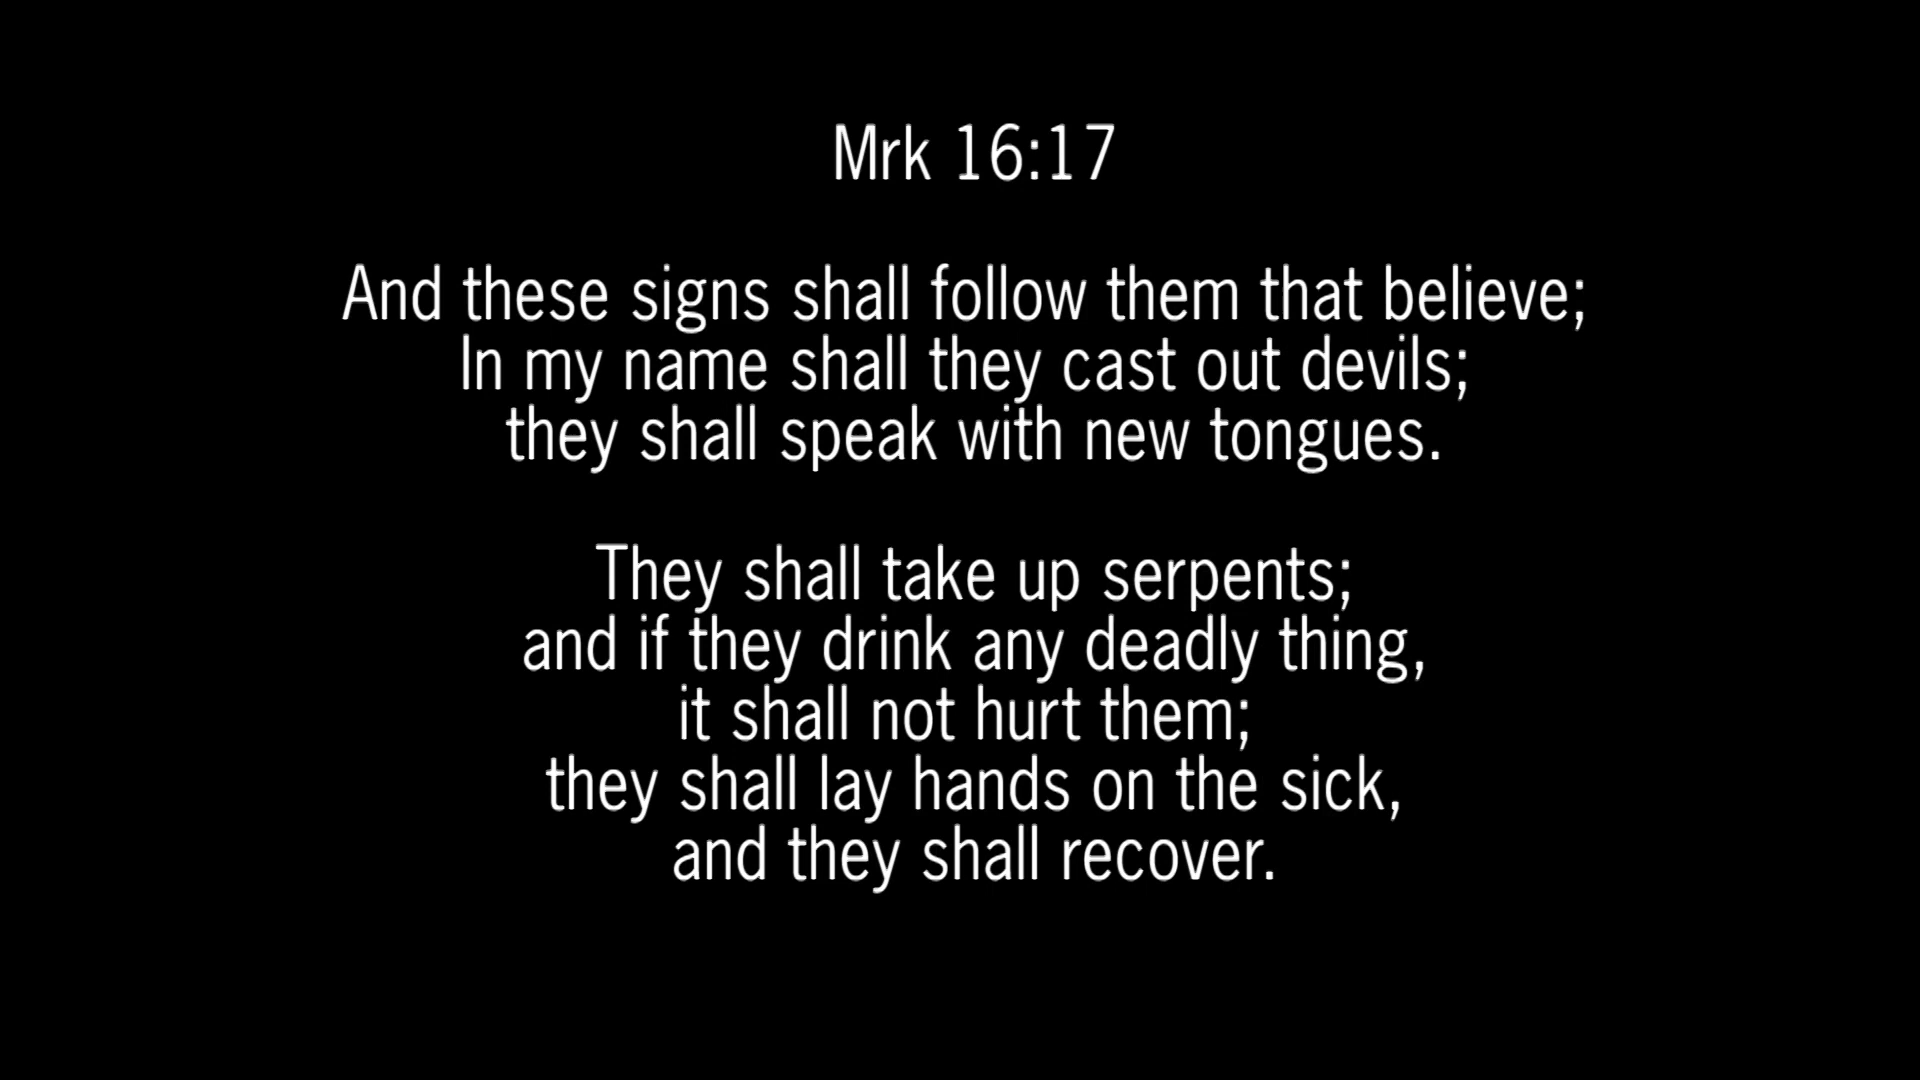 Mrk 16:17
And these signs shall follow them that believe;
In my name shall they cast out devils;
they shall speak with new tongues.
They shall take up serpents;
and if they drink any deadly thing,
it shall not hurt them;
they shall lay hands on the sick,
and they shall recover.